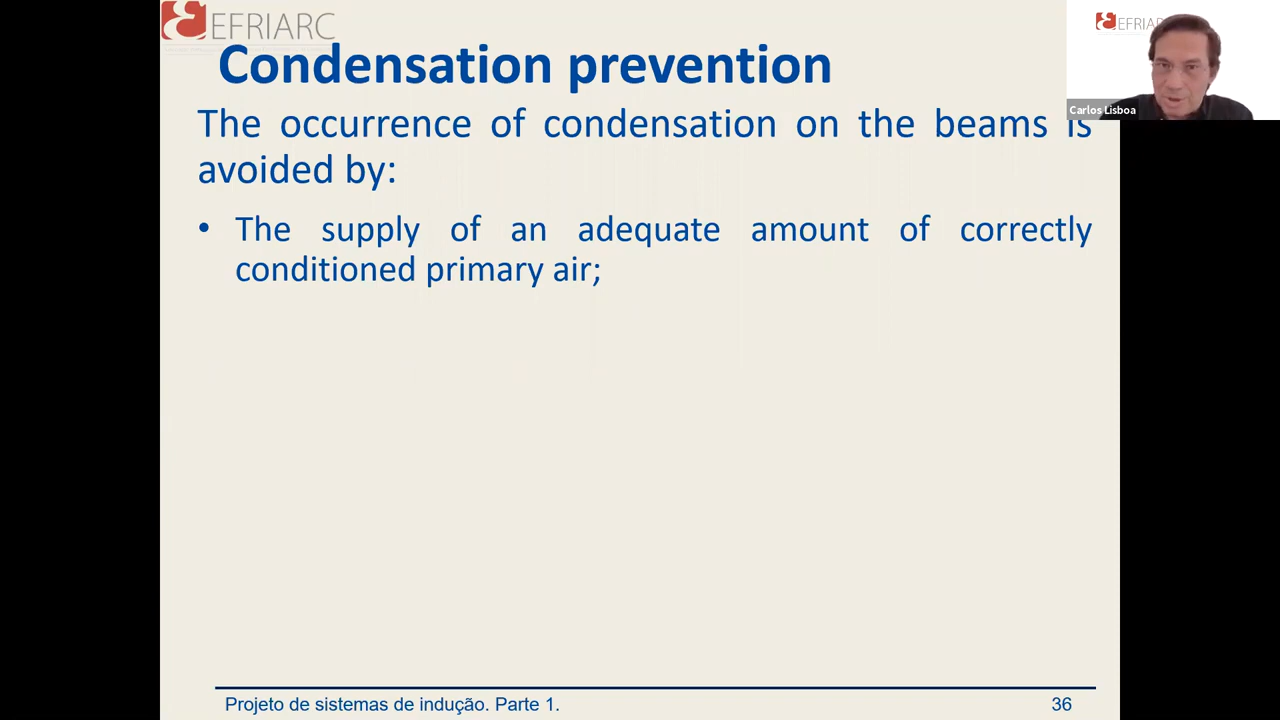 EFRIARC
Condensation prevention
The occurrence of condensation on the beams is
avoided by:
• The supply of an adequate amount of correctly
conditioned primary air;
Projeto de sistemas de indução. Parte 1.
36
EFRIARC
Carlos Lisboa